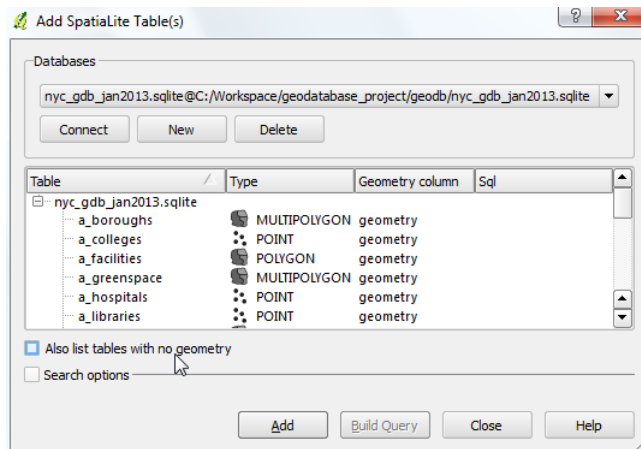 Add SpatiaLite Table(s)
Databases
nyc_gdb_jan2013.sqlite@C:/Workspace/geodatabase_project/geodb/nyc_gdb_jan2013.sqlite
Connect New Delete
Table Type Geometry column Sql
nyc_gdb_jan2013.sqlite
a_boroughs MULTIPOLYGON geometry
a_colleges POINT geometry
a_facilities POLYGON geometry
a_greenspace MULTIPOLYGON geometry
a_hospitals POINT geometry
a_libraries POINT geometry
Also list tables with no geometry
Search options
Add Build Query Close Help